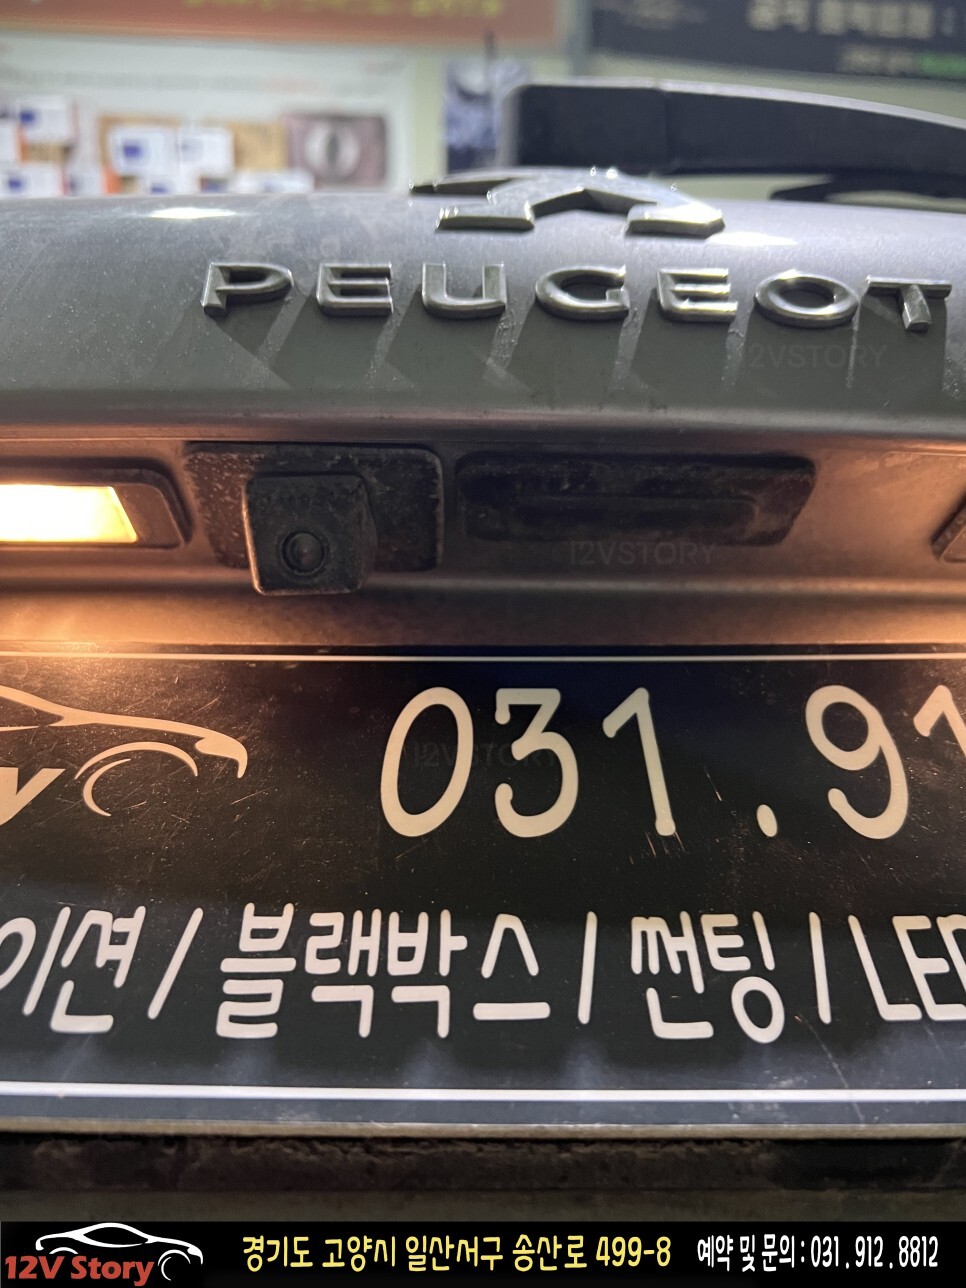 PEUGEOT
12VSTORY
12VSTORY
031.91
12VSTORY
이션 / 블랙박스 / 썬팅 / LED
12V Story 경기도 고양시 일산서구 송산로 499-8 예약 및 문의 : 031.912.8812